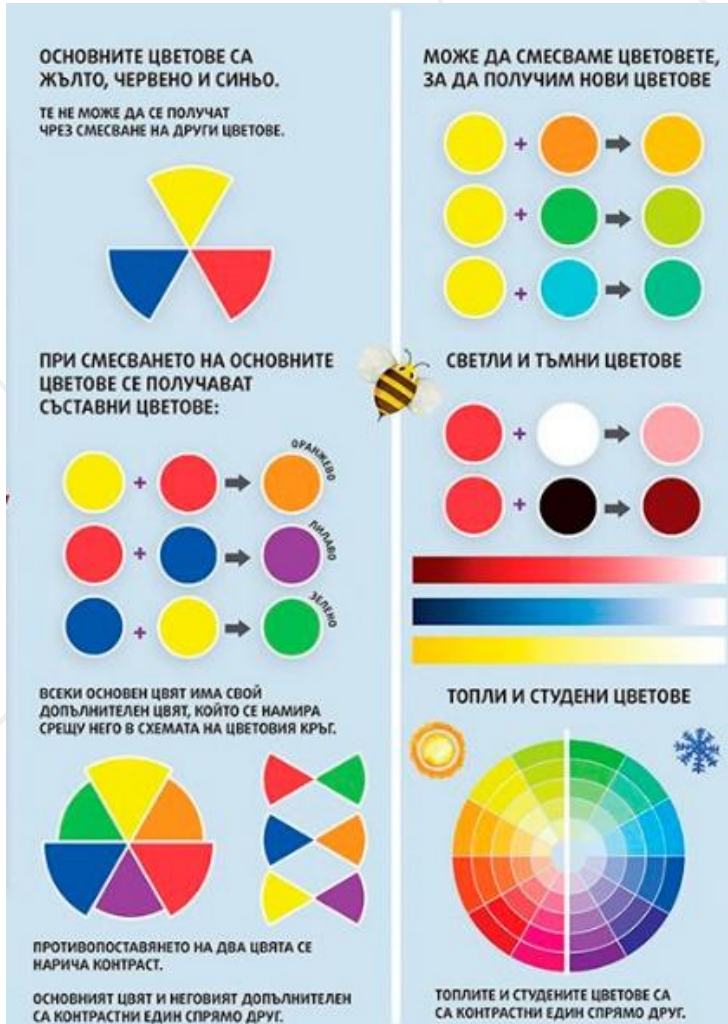 ОСНОВНИТЕ ЦВЕТОВЕ СА
ЖЪЛТО, ЧЕРВЕНО И СИНЬО.
ТЕ НЕ МОЖЕ ДА СЕ ПОЛУЧАТ
ЧРЕЗ СМЕСВАНЕ НА ДРУГИ ЦВЕТОВЕ.
ПРИ СМЕСВАНЕТО НА ОСНОВНИТЕ
ЦВЕТОВЕ СЕ ПОЛУЧАВАТ
СЪСТАВНИ ЦВЕТОВЕ:
+
ОРАНЖЕВО
+
ЛИЛАВО
+
ЗЕЛЕНО
ВСЕКИ ОСНОВЕН ЦВЯТ ИМА СВОЙ
ДОПЪЛНИТЕЛЕН ЦВЯТ, КОЙТО СЕ НАМИРА
СРЕЩУ НЕГО В СХЕМАТА НА ЦВЕТОВИЯ КРЪГ.
ПРОТИВОПОСТАВЯНЕТО НА ДВА ЦВЯТА СЕ
НАРИЧА КОНТРАСТ.
ОСНОВНИЯТ ЦВЯТ И НЕГОВИЯТ ДОПЪЛНИТЕЛЕН
СА КОНТРАСТНИ ЕДИН СПРЯМО ДРУГ.
МОЖЕ ДА СМЕСВАМЕ ЦВЕТОВЕТЕ,
ЗА ДА ПОЛУЧИМ НОВИ ЦВЕТОВЕ
+
+
+
СВЕТЛИ И ТЪМНИ ЦВЕТОВЕ
+
+
ТОПЛИ И СТУДЕНИ ЦВЕТОВЕ
ТОПЛИТЕ И СТУДЕНИТЕ ЦВЕТОВЕ СА
СА КОНТРАСТНИ ЕДИН СПРЯМО ДРУГ.